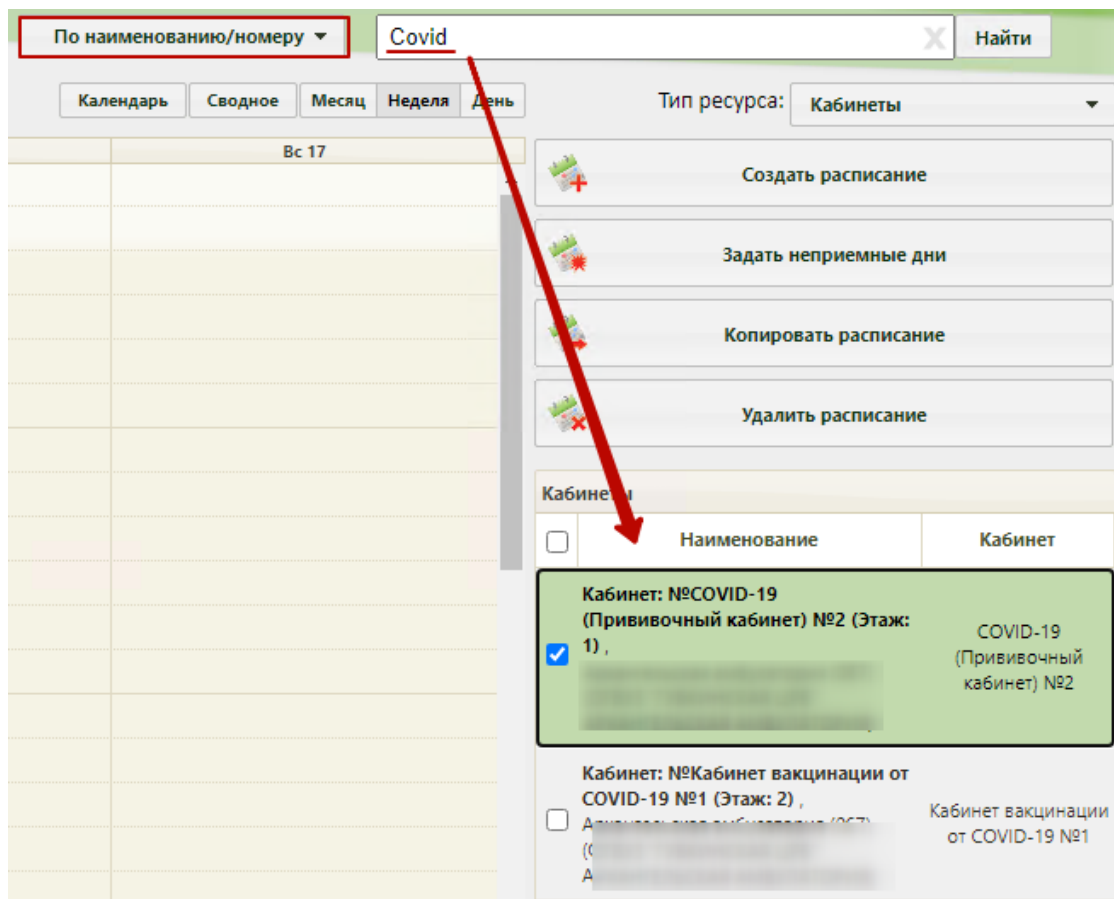 По наименованию/номеру
Covid
Найти
Календарь
Сводное
Месяц
Неделя
День
Тип ресурса:
Кабинеты
Вс 17
Создать расписание
Задать неприемные дни
Копировать расписание
Удалить расписание
Кабинеты
Наименование
Кабинет
Кабинет: №COVID-19
(Прививочный кабинет) №2 (Этаж:
1) ,
COVID-19
(Прививочный
кабинет) №2
Кабинет: №Кабинет вакцинации от
COVID-19 №1 (Этаж: 2) ,
Кабинет вакцинации
от COVID-19 №1